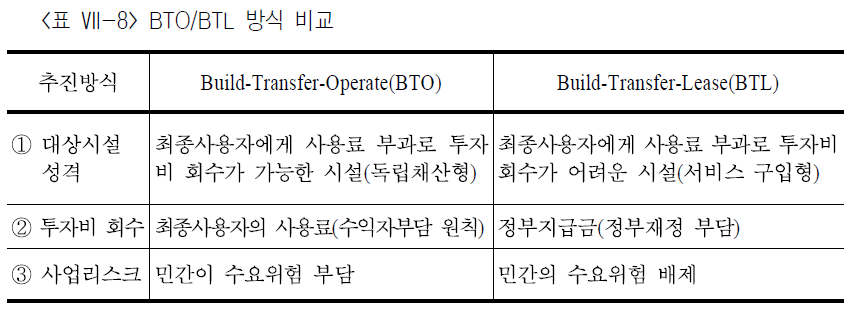 <표 Ⅶ-8> BTO/BTL 방식 비교
추진방식 Build-Transfer-Operate(BTO) Build-Transfer-Lease(BTL)
① 대상시설 최종사용자에게 사용료 부과로 투자 최종사용자에게 사용료 부과로 투자비
성격 비 회수가 가능한 시설(독립채산형) 회수가 어려운 시설(서비스 구입형)
② 투자비 회수 최종사용자의 사용료(수익자부담 원칙) 정부지급금(정부재정 부담)
③ 사업리스크 민간이 수요위험 부담 민간의 수요위험 배제